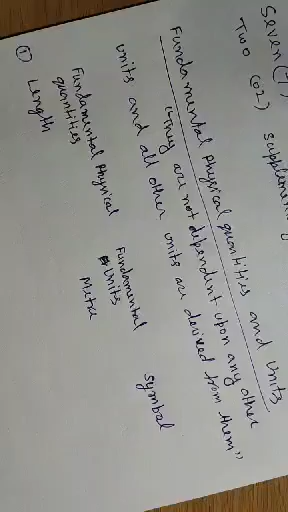 Seven (7)
Two (02) supplementary
Fundamental physical quantities and Units
"They are not dependent upon any other
units and all other units are derived from them"
Fundamental Physical quantities
Fundamental Units
Symbol
① Length
Metre